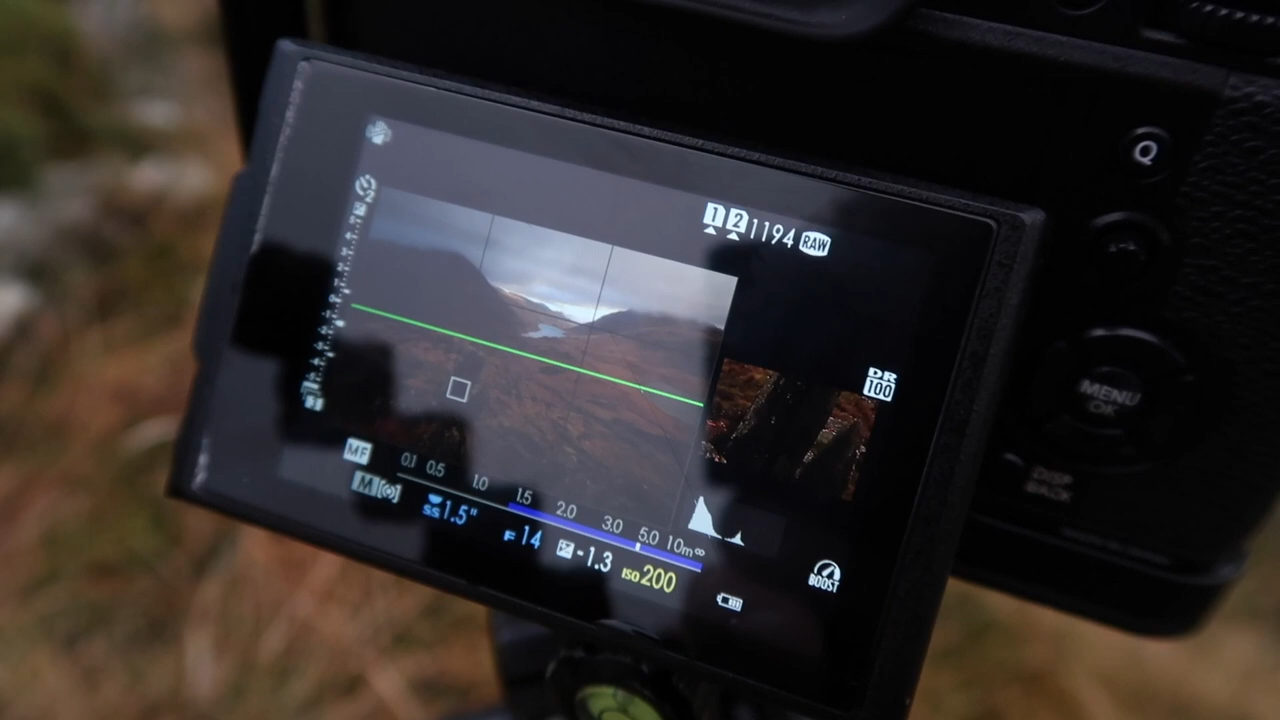 Q
1 2 1194 RAW
2
DR
100
MENU
OK
DISP
BACK
MF
0.1 0.5 1.0 1.5 2.0 3.0 5.0 10m∞
M
SS 1.5" F 14 -1.3 ISO 200
BOOST